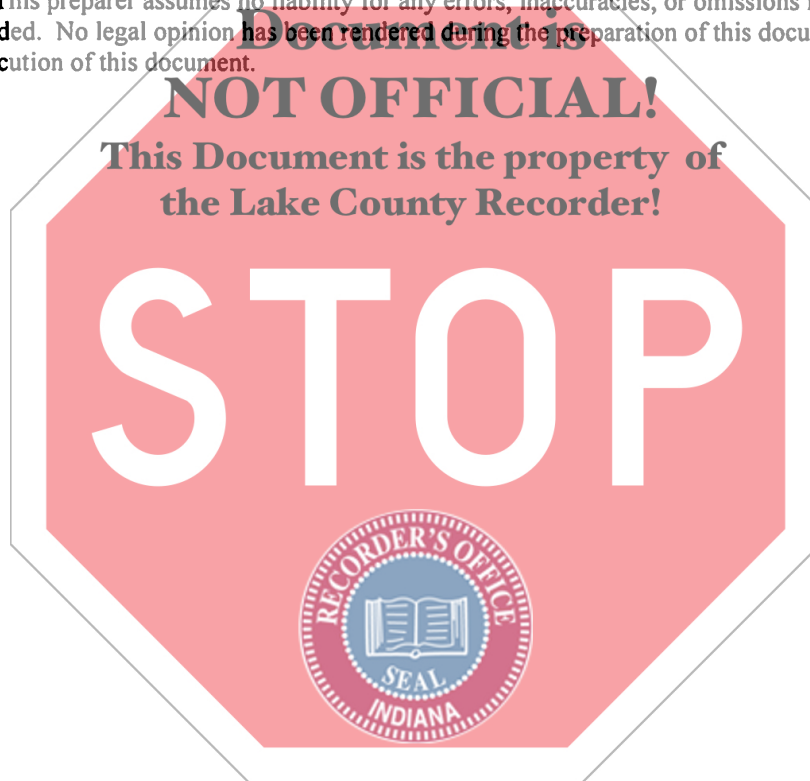 This preparer assumes no liability for any errors, inaccuracies, or omissions
ded. No legal opinion has been rendered during the preparation of this docu
cution of this document.
Document is
NOT OFFICIAL!
This Document is the property of
the Lake County Recorder!
STOP
RECORDER'S OFFICE
SEAL
INDIANA